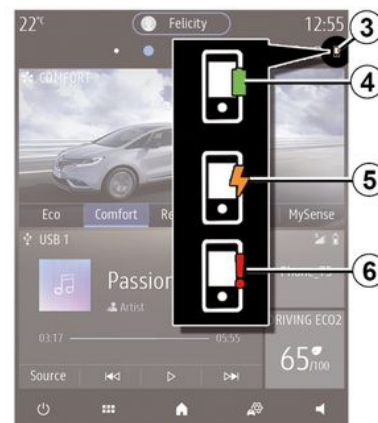 22°C
Felicity
12:55
3
COMFORT
4
5
Eco
Comfort
Re
MySense
USB 1
6
Passion
Artist
DRIVING ECO2
03:17
05:55
65/100
Source